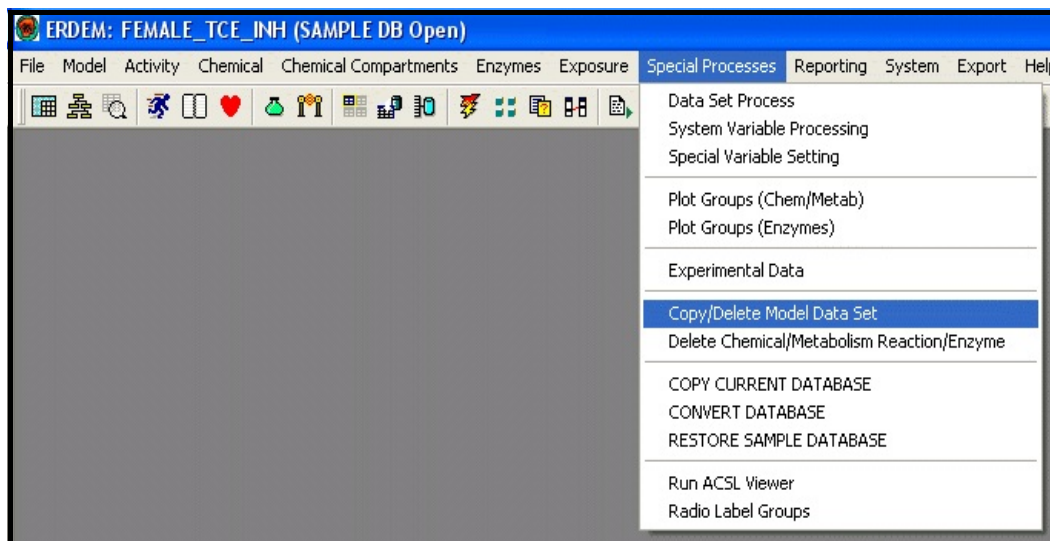 ERDEM: FEMALE_TCE_INH (SAMPLE DB Open)
File Model Activity Chemical Chemical Compartments Enzymes Exposure Special Processes Reporting System Export Hel
Data Set Process
System Variable Processing
Special Variable Setting
Plot Groups (Chem/Metab)
Plot Groups (Enzymes)
Experimental Data
Copy/Delete Model Data Set
Delete Chemical/Metabolism Reaction/Enzyme
COPY CURRENT DATABASE
CONVERT DATABASE
RESTORE SAMPLE DATABASE
Run ACSL Viewer
Radio Label Groups